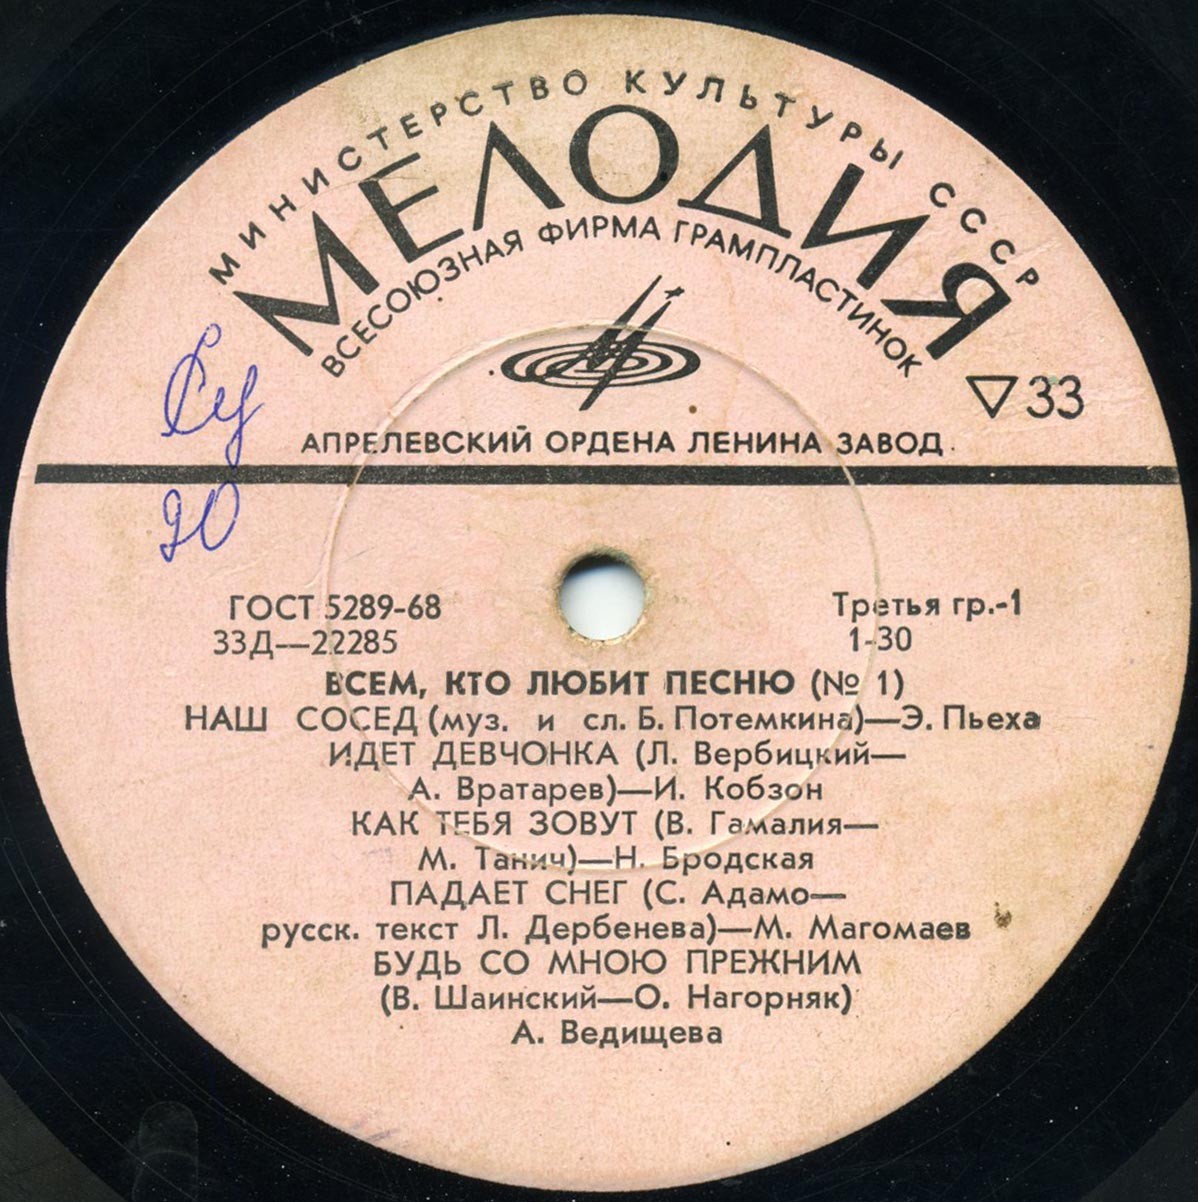 МИНИСТЕРСТВО КУЛЬТУРЫ СССР
МЕЛОДИЯ
ВСЕСОЮЗНАЯ ФИРМА ГРАМПЛАСТИНОК
▽33
АПРЕЛЕВСКИЙ ОРДЕНА ЛЕНИНА ЗАВОД
20
ГОСТ 5289-68
Третья гр.-1
33Д—22285
1-30
ВСЕМ, КТО ЛЮБИТ ПЕСНЮ (№ 1)
НАШ СОСЕД (муз. и сл. Б. Потемкина)—Э. Пьеха
ИДЕТ ДЕВЧОНКА (Л. Вербицкий—
А. Вратарев)—И. Кобзон
КАК ТЕБЯ ЗОВУТ (В. Гамалия—
М. Танич)—Н. Бродская
ПАДАЕТ СНЕГ (С. Адамо—
русск. текст Л. Дербенева)—М. Магомаев
БУДЬ СО МНОЮ ПРЕЖНИМ
(В. Шаинский—О. Нагорняк)
А. Ведищева